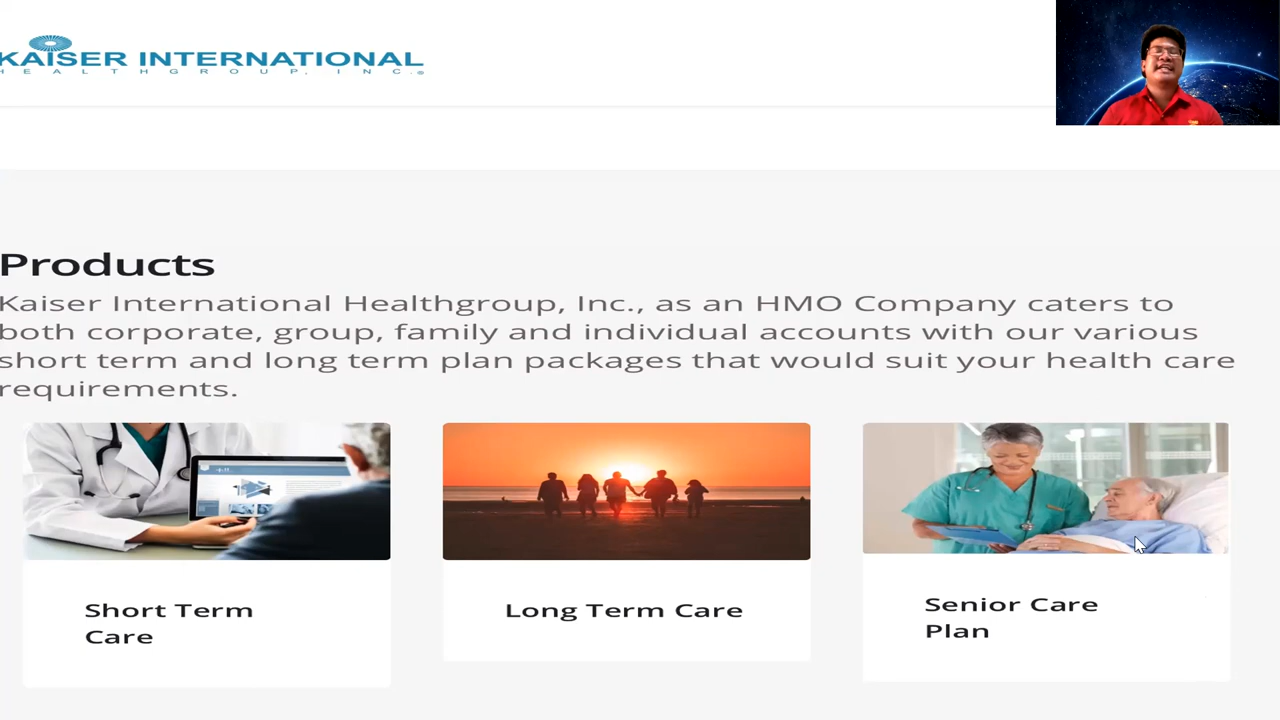 KAISER INTERNATIONAL
HEALTHGROUP, INC.®
Products
Kaiser International Healthgroup, Inc., as an HMO Company caters to
both corporate, group, family and individual accounts with our various
short term and long term plan packages that would suit your health care
requirements.
Short Term
Care
Long Term Care
Senior Care
Plan